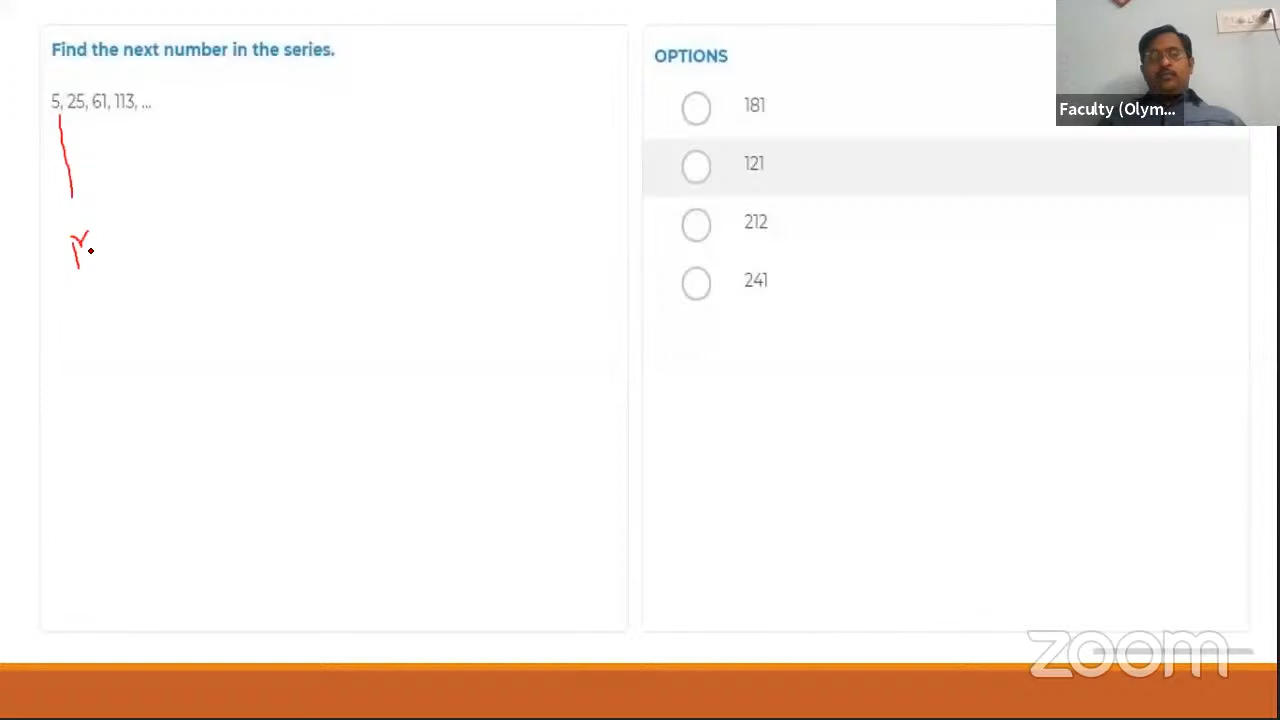 Find the next number in the series.
5, 25, 61, 113, ...
1²
OPTIONS
181
121
212
241
Faculty (Olym...
zoom